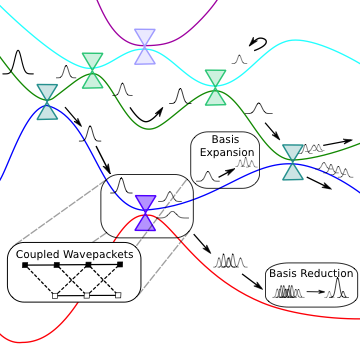 Basis
Expansion
Coupled Wavepackets
Basis Reduction